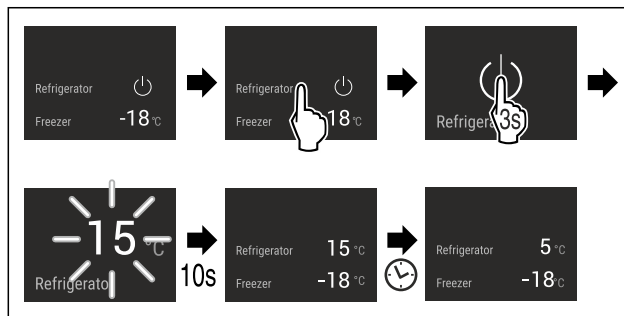 Refrigerator
Freezer -18 °C
Refrigerator
Freezer 18 °C
Refriger 3s
15 °C
Refrigerato
10s
Refrigerator 15 °C
Freezer -18 °C
Refrigerator 5 °C
Freezer -18 °C